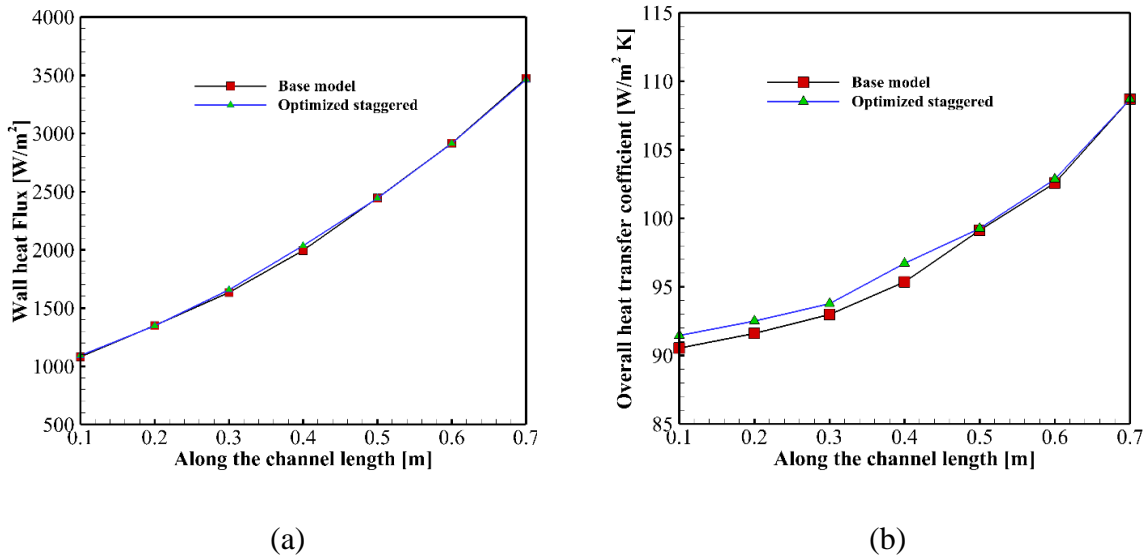 4000
3500
3000
2500
2000
1500
1000
500
Wall heat Flux [W/m²]
Base model
Optimized staggered
0.1 0.2 0.3 0.4 0.5 0.6 0.7
Along the channel length [m]
(a)
115
110
105
100
95
90
85
Overall heat transfer coefficient [W/m² K]
Base model
Optimized staggered
0.1 0.2 0.3 0.4 0.5 0.6 0.7
Along the channel length [m]
(b)